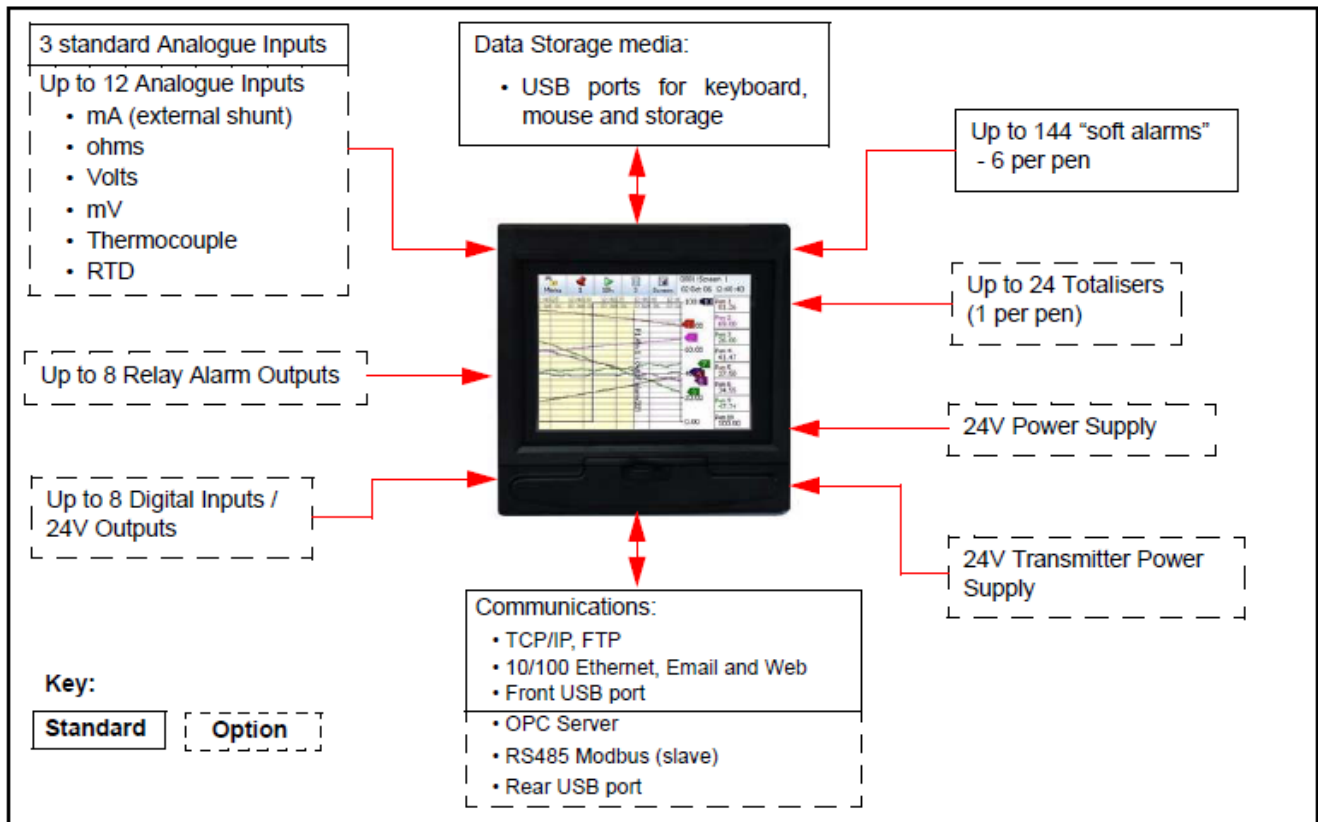 3 standard Analogue Inputs
Up to 12 Analogue Inputs
• mA (external shunt)
• ohms
• Volts
• mV
• Thermocouple
• RTD
Data Storage media:
• USB ports for keyboard,
mouse and storage
Up to 144 “soft alarms”
- 6 per pen
Up to 24 Totalisers
(1 per pen)
Up to 8 Relay Alarm Outputs
24V Power Supply
Up to 8 Digital Inputs /
24V Outputs
24V Transmitter Power
Supply
Menu
Screen
Communications:
• TCP/IP, FTP
• 10/100 Ethernet, Email and Web
• Front USB port
• OPC Server
• RS485 Modbus (slave)
• Rear USB port
Key:
Standard
Option